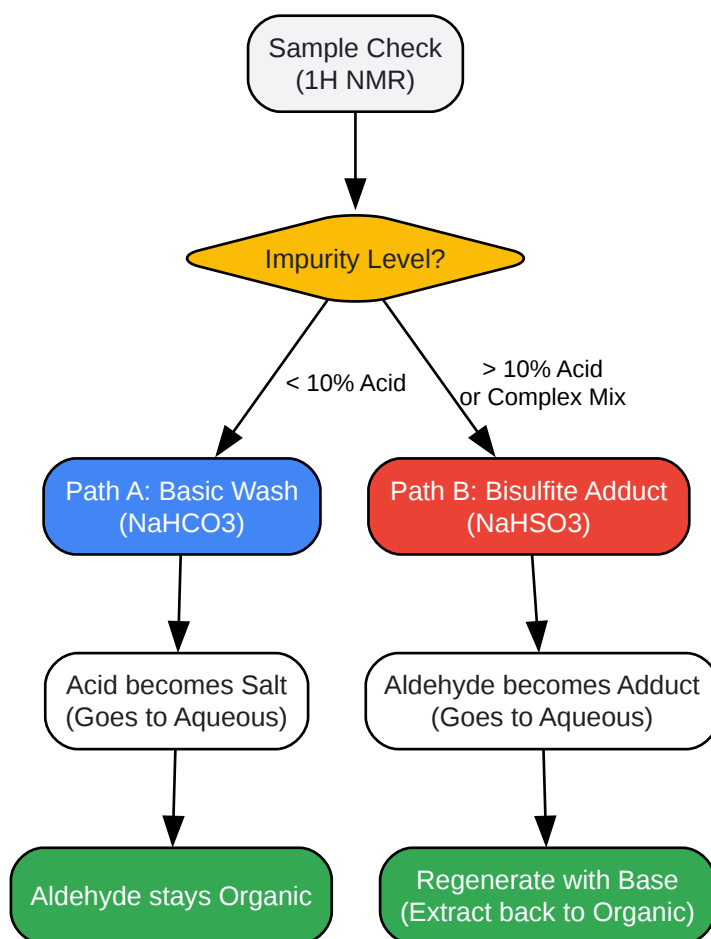 Sample Check
(1H NMR)
Impurity Level?
< 10% Acid
> 10% Acid
or Complex Mix
Path A: Basic Wash
(NaHCO3)
Path B: Bisulfite Adduct
(NaHSO3)
Acid becomes Salt
(Goes to Aqueous)
Aldehyde becomes Adduct
(Goes to Aqueous)
Aldehyde stays Organic
Regenerate with Base
(Extract back to Organic)